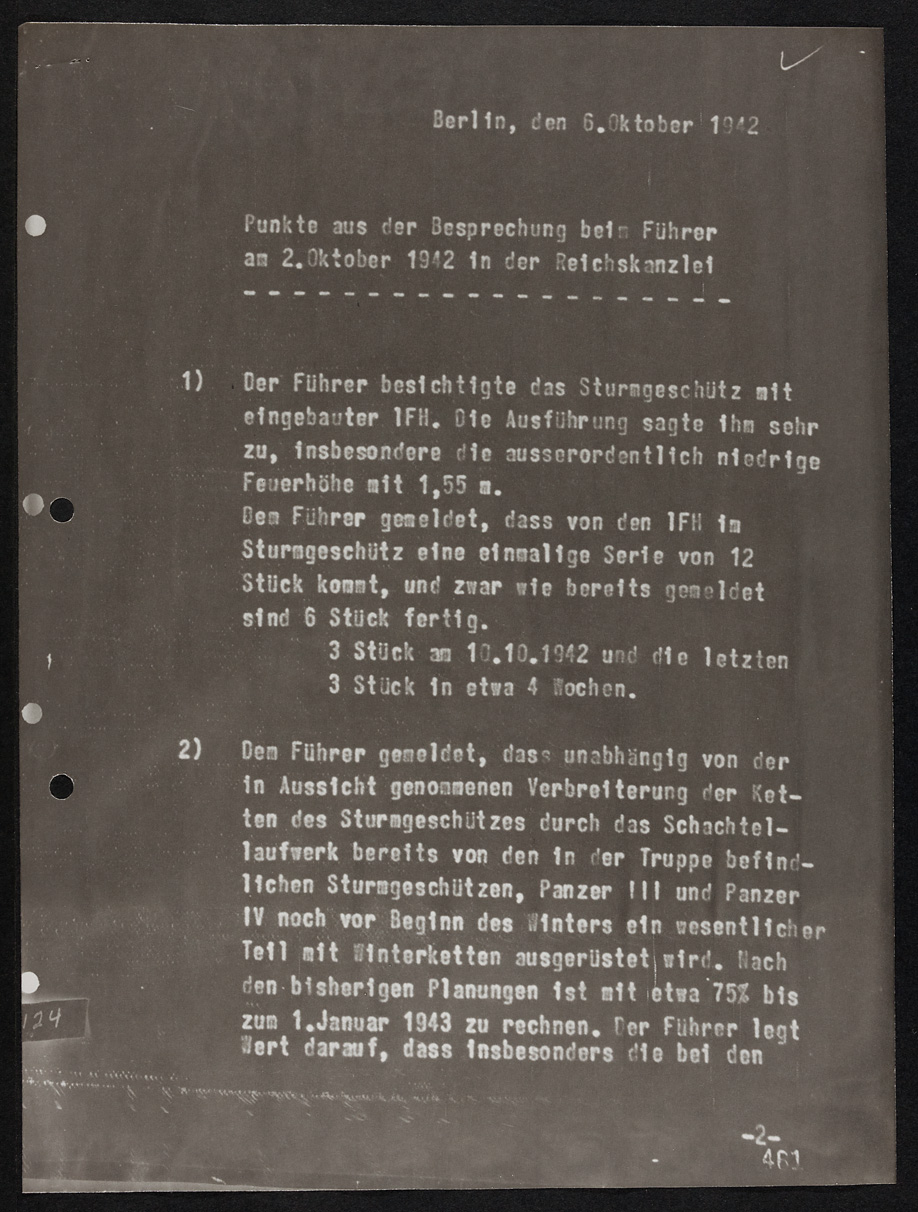 Berlin, den 6.Oktober 1942
Punkte aus der Besprechung beim Führer
am 2.Oktober 1942 in der Reichskanzlei
- - - - - - - - - - - - - - - - - - - -
1) Der Führer besichtigte das Sturmgeschütz mit
eingebauter lFH. Die Ausführung sagte ihm sehr
zu, insbesondere die ausserordentlich niedrige
Feuerhöhe mit 1,55 m.
Dem Führer gemeldet, dass von den lFH im
Sturmgeschütz eine einmalige Serie von 12
Stück kommt, und zwar wie bereits gemeldet
sind 6 Stück fertig.
3 Stück am 10.10.1942 und die letzten
3 Stück in etwa 4 Wochen.
2) Dem Führer gemeldet, dass unabhängig von der
in Aussicht genommenen Verbreiterung der Ket-
ten des Sturmgeschützes durch das Schachtel-
laufwerk bereits von den in der Truppe befind-
lichen Sturmgeschützen, Panzer III und Panzer
IV noch vor Beginn des Winters ein wesentlicher
Teil mit Winterketten ausgerüstet wird. Nach
den bisherigen Planungen ist mit etwa 75% bis
zum 1.Januar 1943 zu rechnen. Der Führer legt
Wert darauf, dass insbesonders die bei den
124
-2-
461